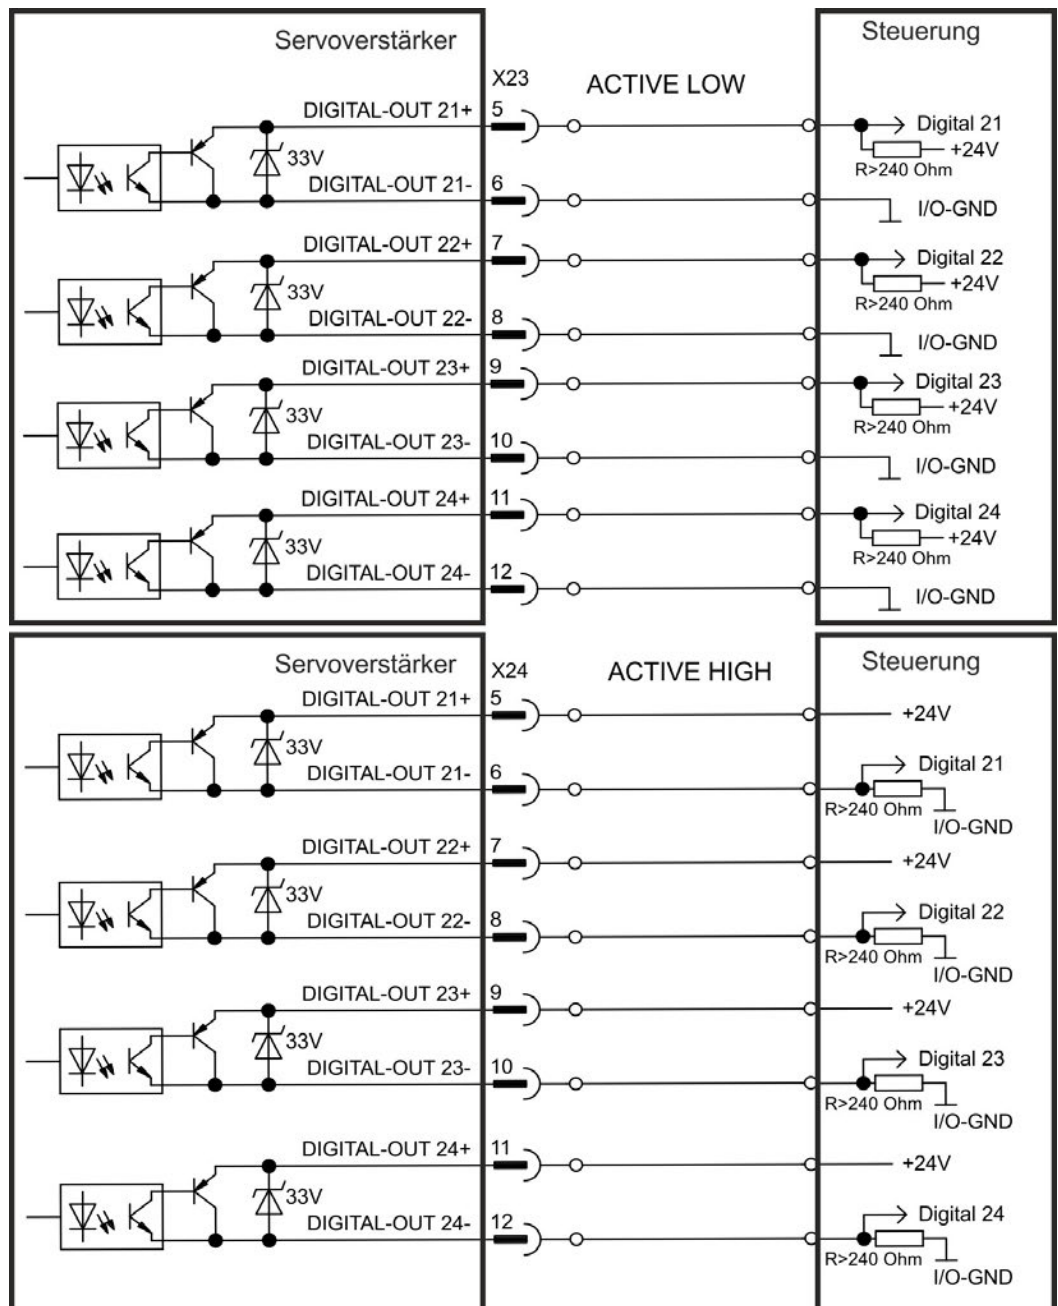 Servoverstärker
X23
ACTIVE LOW
Steuerung
DIGITAL-OUT 21+
5
Digital 21
33V
+24V
R>240 Ohm
DIGITAL-OUT 21-
6
I/O-GND
DIGITAL-OUT 22+
7
Digital 22
33V
+24V
R>240 Ohm
DIGITAL-OUT 22-
8
I/O-GND
DIGITAL-OUT 23+
9
Digital 23
33V
+24V
R>240 Ohm
DIGITAL-OUT 23-
10
I/O-GND
DIGITAL-OUT 24+
11
Digital 24
33V
+24V
R>240 Ohm
DIGITAL-OUT 24-
12
I/O-GND
Servoverstärker
X24
ACTIVE HIGH
Steuerung
DIGITAL-OUT 21+
5
+24V
33V
DIGITAL-OUT 21-
6
Digital 21
R>240 Ohm
I/O-GND
DIGITAL-OUT 22+
7
+24V
33V
DIGITAL-OUT 22-
8
Digital 22
R>240 Ohm
I/O-GND
DIGITAL-OUT 23+
9
+24V
33V
DIGITAL-OUT 23-
10
Digital 23
R>240 Ohm
I/O-GND
DIGITAL-OUT 24+
11
+24V
33V
DIGITAL-OUT 24-
12
Digital 24
R>240 Ohm
I/O-GND